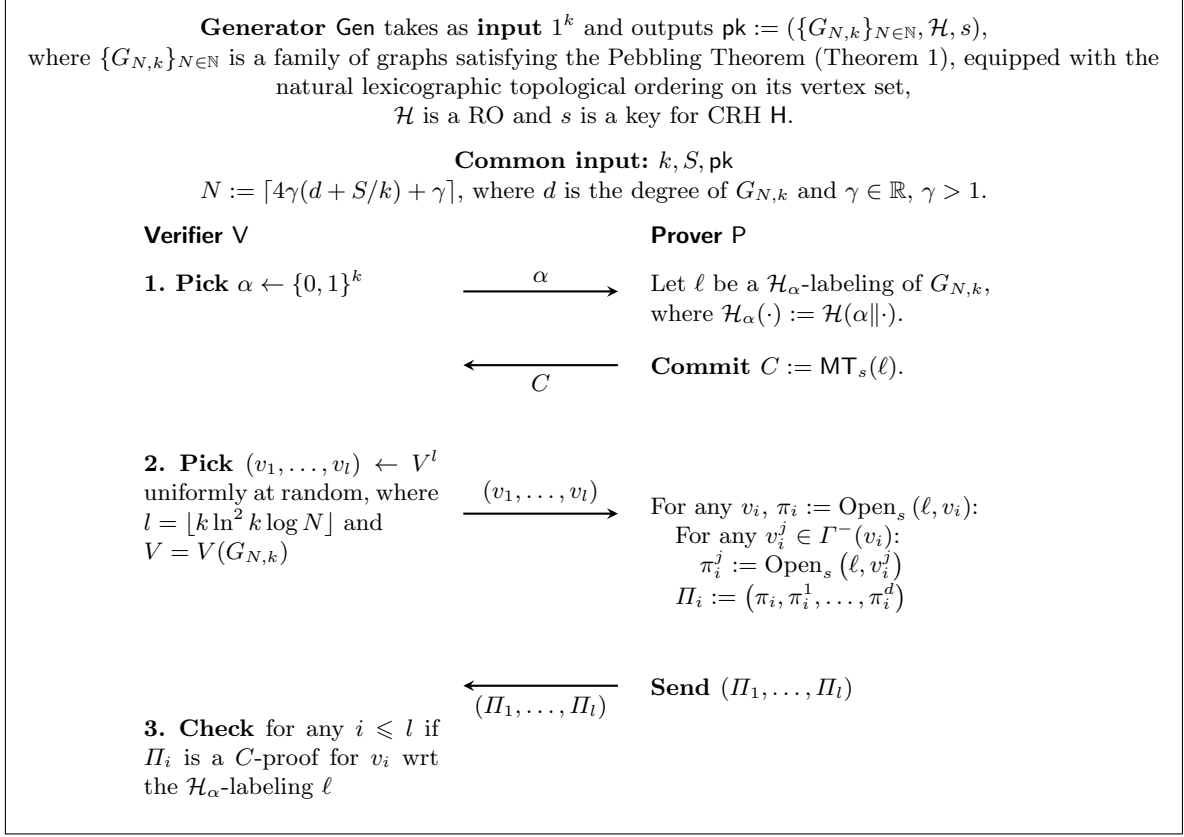 Generator Gen takes as input 1^k and outputs pk := ({G_{N,k}}_{N∈ℕ}, ℋ, s),
where {G_{N,k}}_{N∈ℕ} is a family of graphs satisfying the Pebbling Theorem (Theorem 1), equipped with the
natural lexicographic topological ordering on its vertex set,
ℋ is a RO and s is a key for CRH H.
Common input: k, S, pk
N := ⌈4γ(d + S/k) + γ⌉, where d is the degree of G_{N,k} and γ ∈ ℝ, γ > 1.
Verifier V
Prover P
1. Pick α ← {0, 1}^k
α
Let ℓ be a ℋ_α-labeling of G_{N,k},
where ℋ_α(·) := ℋ(α‖·).
C
Commit C := MT_s(ℓ).
2. Pick (v_1, …, v_l) ← V^l
uniformly at random, where
l = ⌊k ln^2 k log N⌋ and
V = V(G_{N,k})
(v_1, …, v_l)
For any v_i, π_i := Open_s (ℓ, v_i):
For any v_i^j ∈ Γ^−(v_i):
π_i^j := Open_s (ℓ, v_i^j)
Π_i := (π_i, π_i^1, …, π_i^d)
(Π_1, …, Π_l)
Send (Π_1, …, Π_l)
3. Check for any i ⩽ l if
Π_i is a C-proof for v_i wrt
the ℋ_α-labeling ℓ